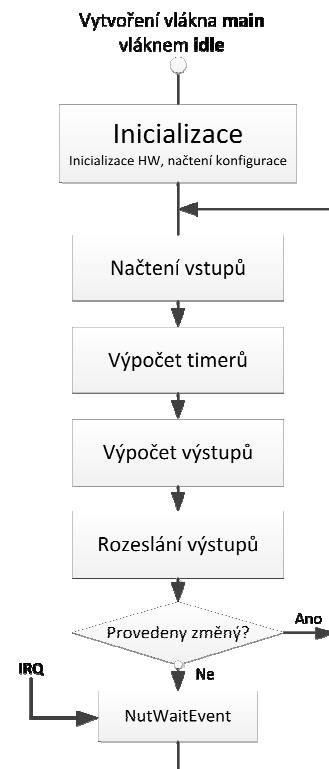 Vytvoření vlákna main
vláknem idle
Inicializace
Inicializace HW, načtení konfigurace
Načtení vstupů
Výpočet timerů
Výpočet výstupů
Rozeslání výstupů
Provedeny změný?
Ano
Ne
IRQ
NutWaitEvent